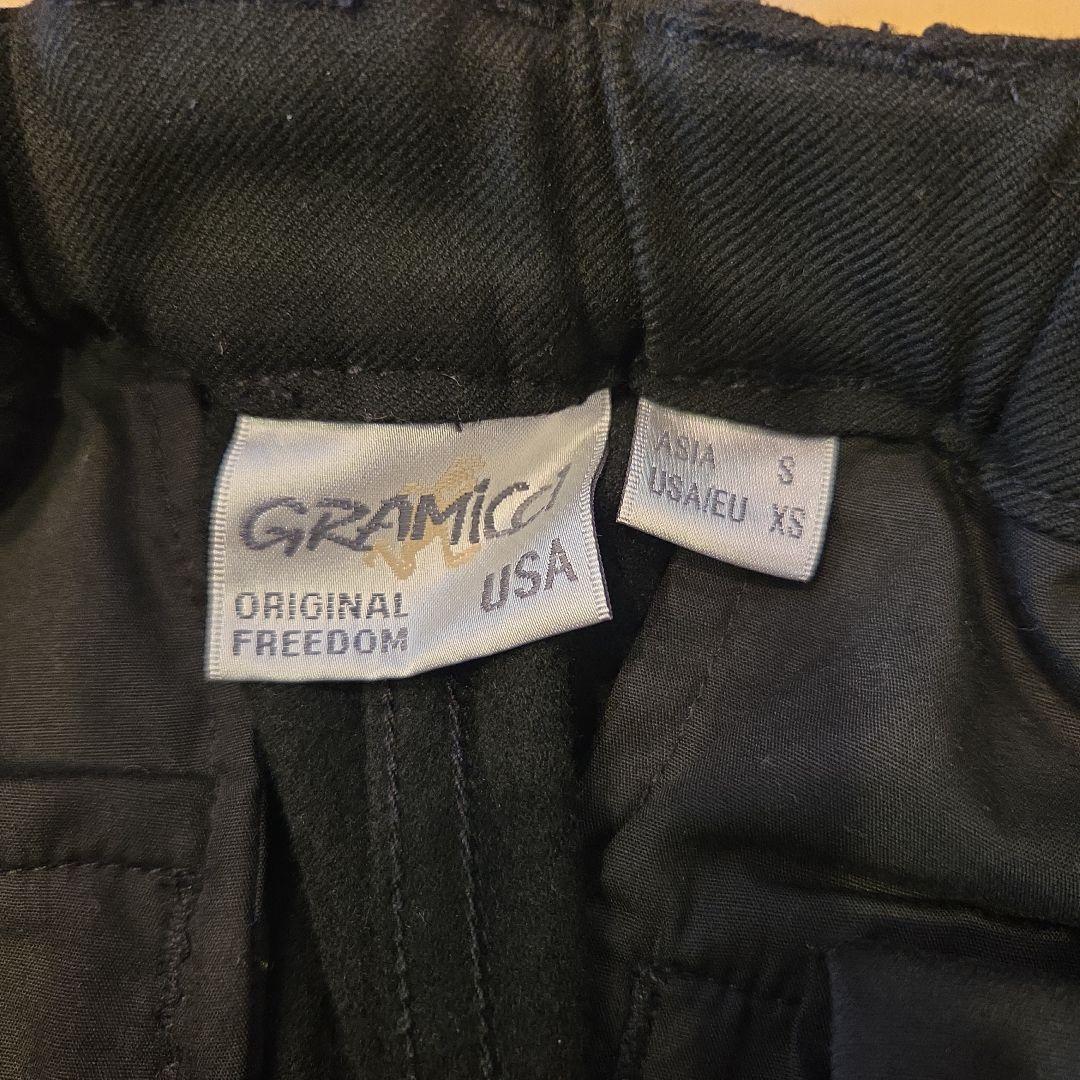 GRAMiCCi
USA
ORIGINAL
FREEDOM
ASIA S
USA/EU XS